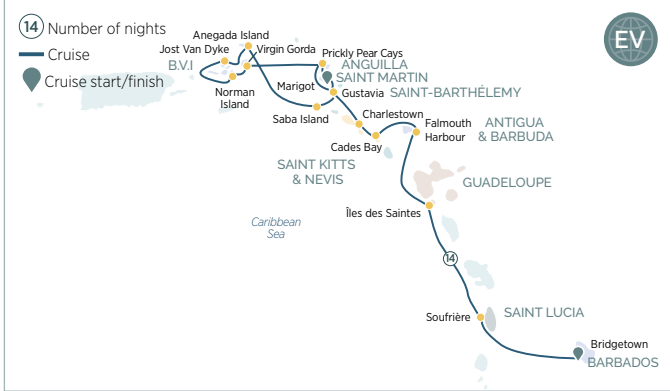 14 Number of nights
Cruise
Cruise start/finish
EV
Anegada Island
Jost Van Dyke
Virgin Gorda
Prickly Pear Cays
B.V.I
ANGUILLA
SAINT MARTIN
Norman
Island
Marigot
Gustavia
SAINT-BARTHÉLEMY
Saba Island
Charlestown
Falmouth
Harbour
ANTIGUA
& BARBUDA
Cades Bay
SAINT KITTS
& NEVIS
GUADELOUPE
Îles des Saintes
Caribbean
Sea
14
Soufrière
SAINT LUCIA
Bridgetown
BARBADOS